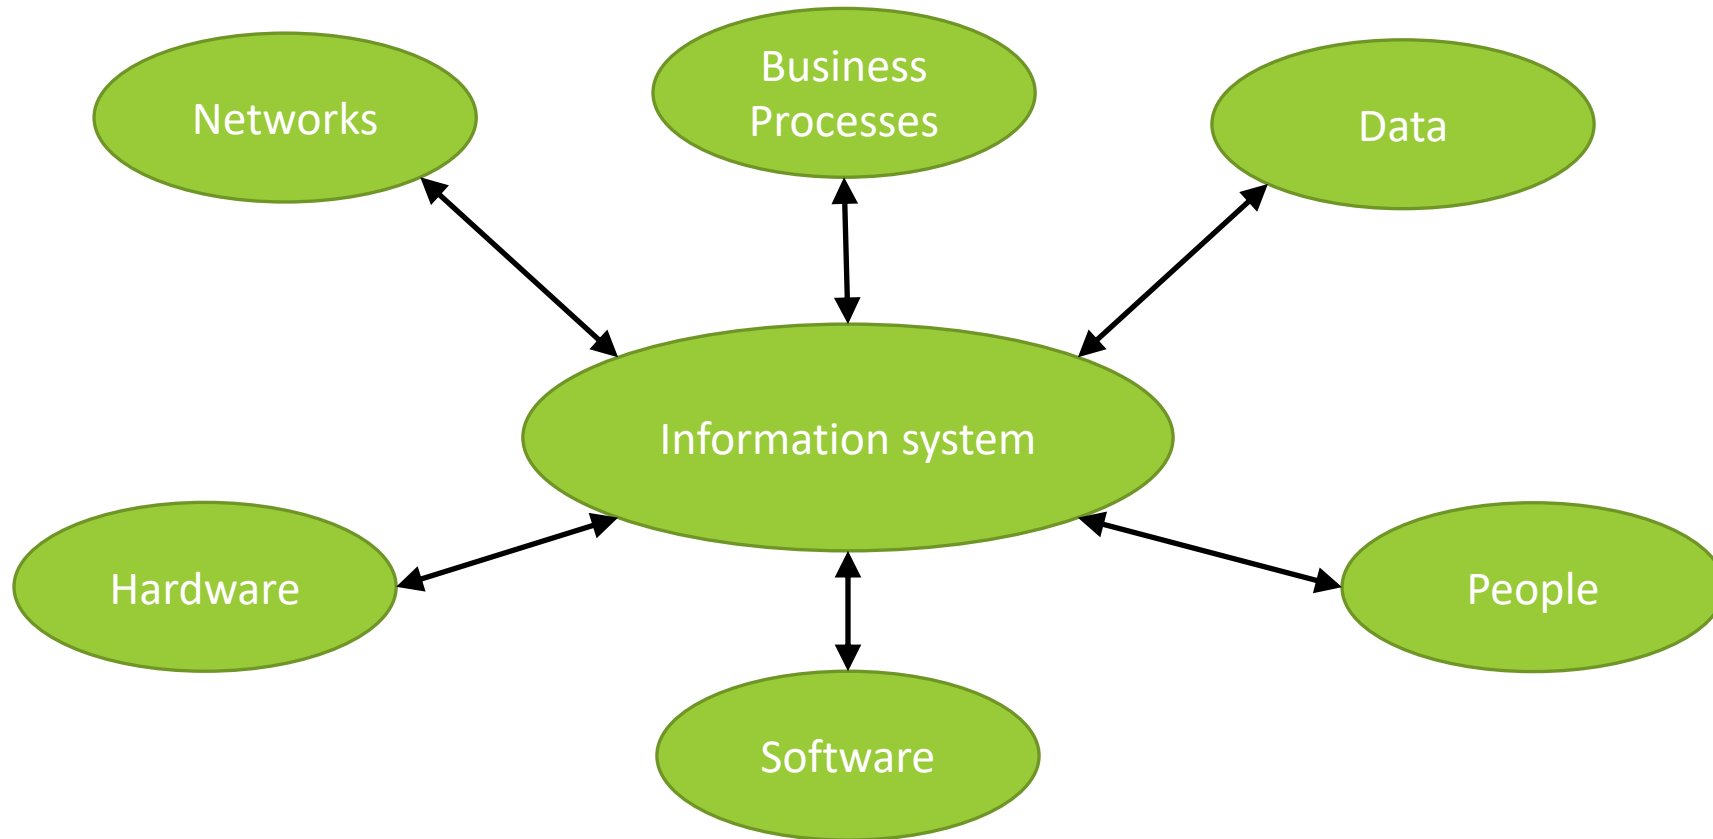 Networks
Business
Processes
Data
Information system
Hardware
People
Software